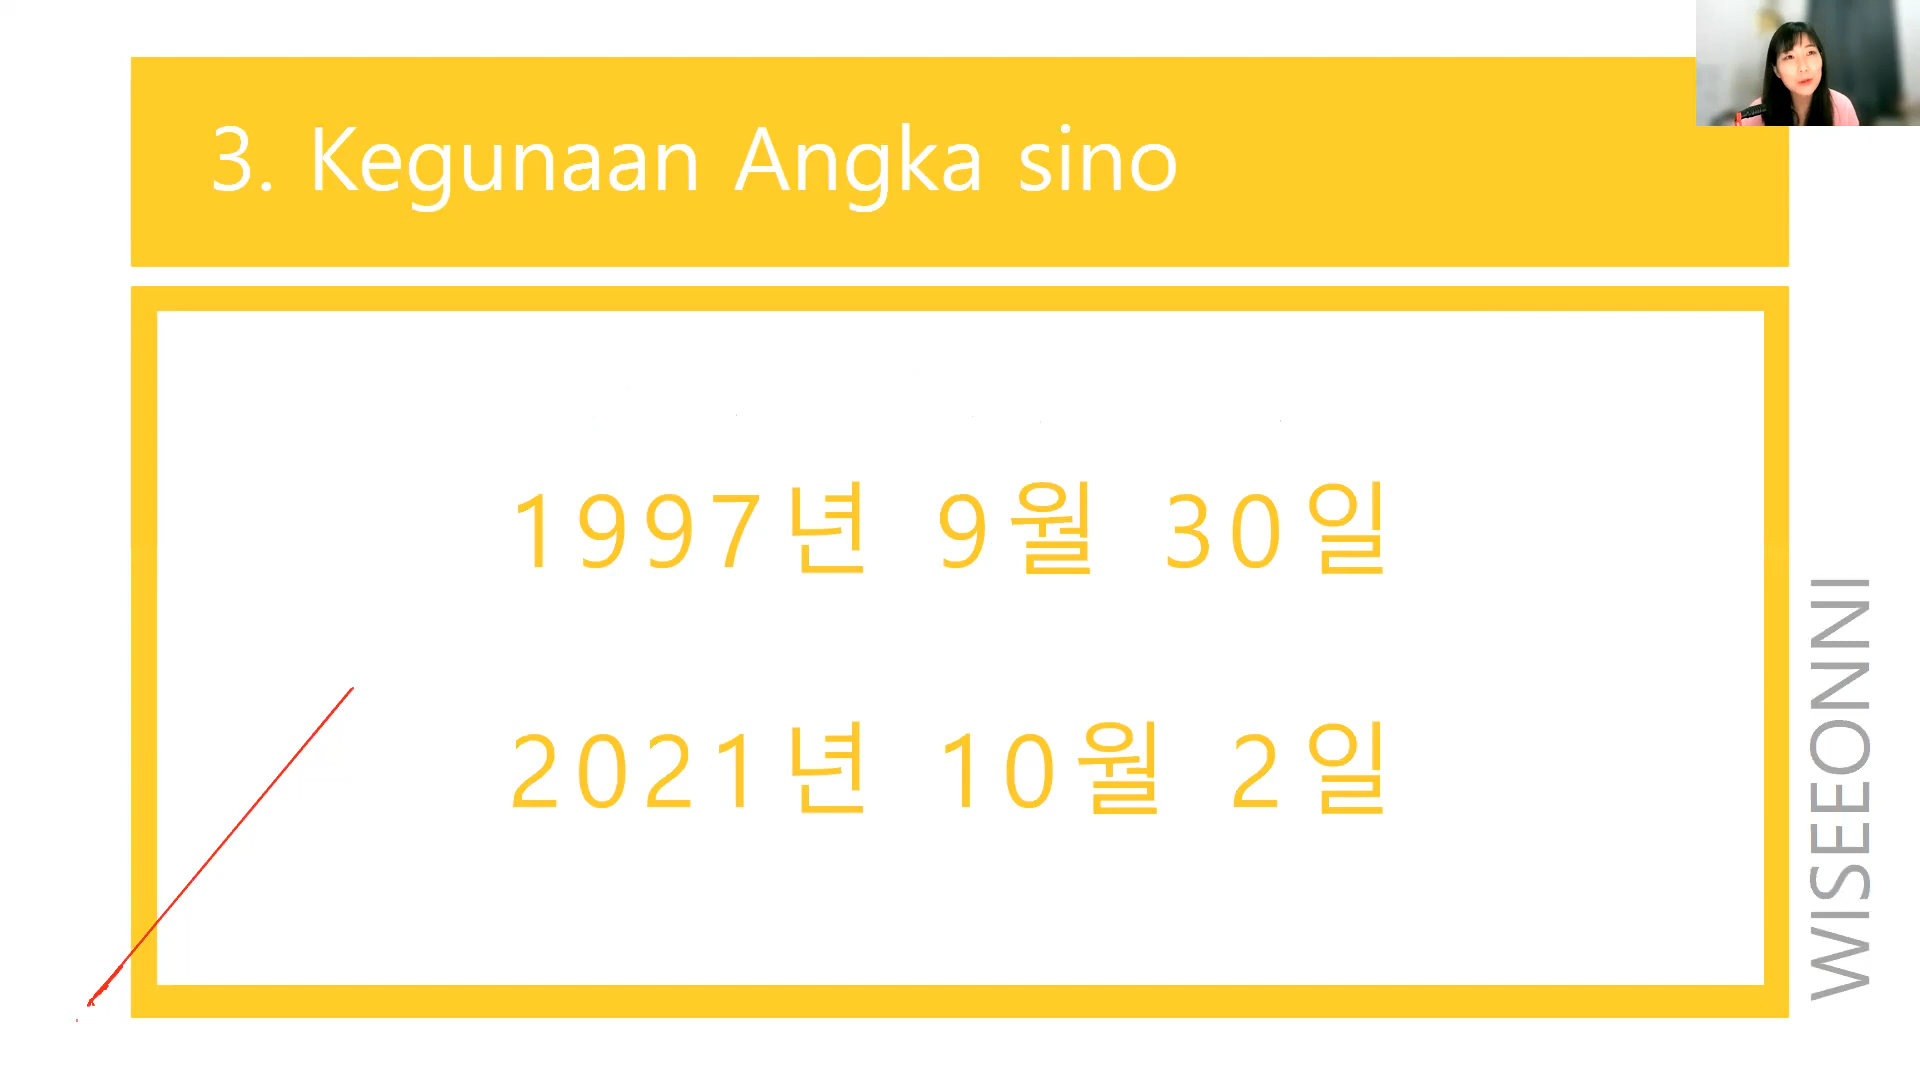 3. Kegunaan Angka sino
1997년 9월 30일
2021년 10월 2일
WISEEONNI